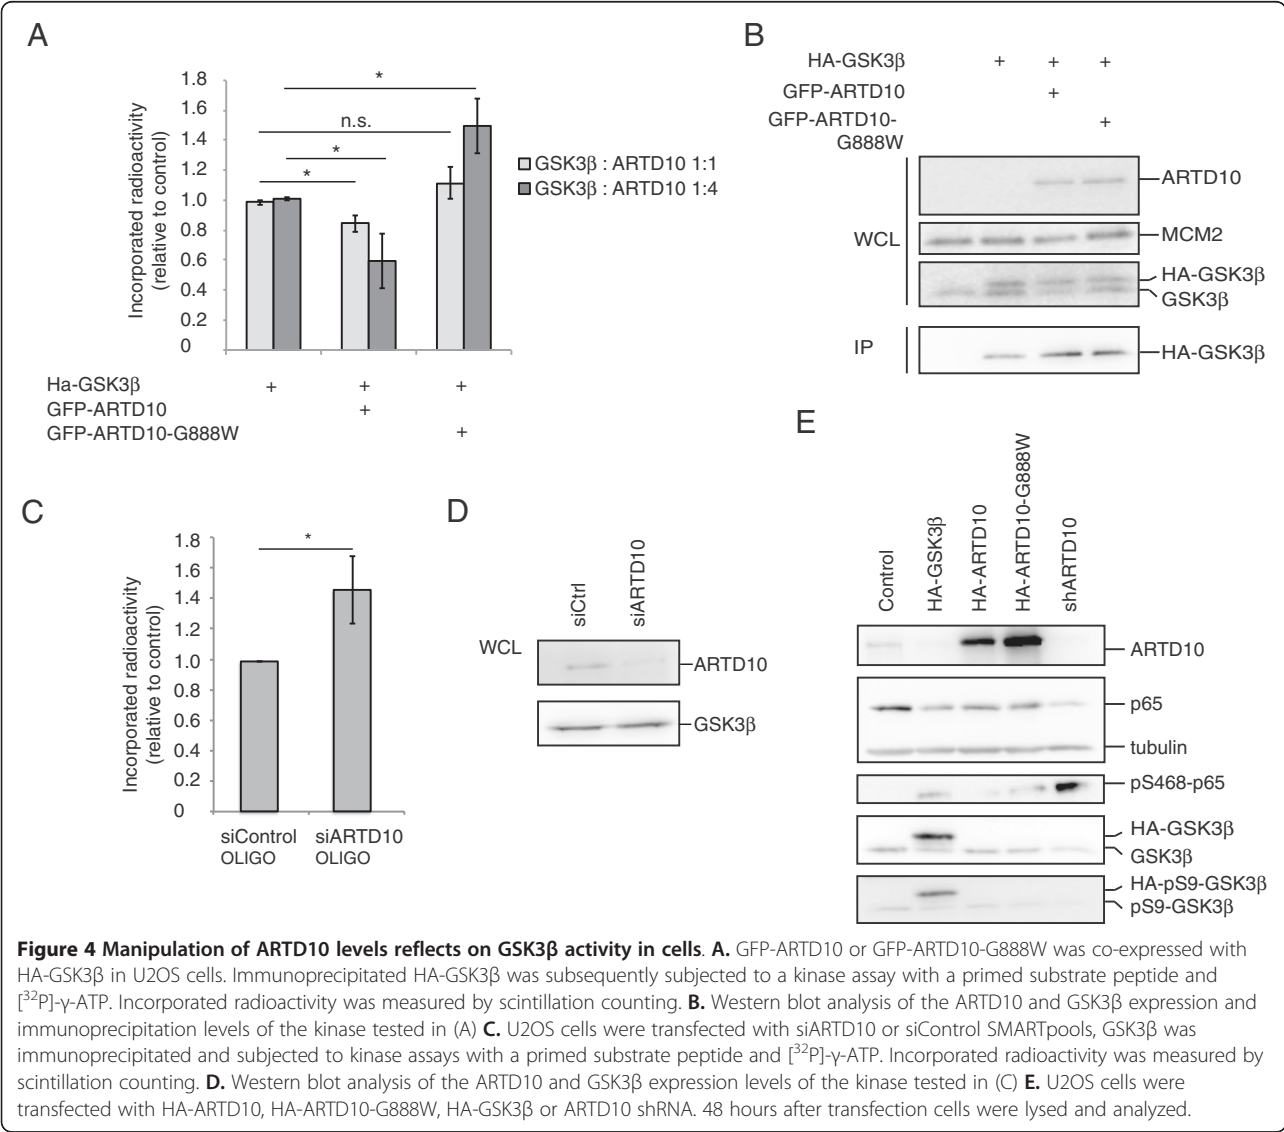 A
Incorporated radioactivity
(relative to control)
1.8
1.6
1.4
1.2
1.0
0.8
0.6
0.4
0.2
0
*
n.s.
*
*
GSK3β : ARTD10 1:1
GSK3β : ARTD10 1:4
Ha-GSK3β + + +
GFP-ARTD10 +
GFP-ARTD10-G888W +
B
HA-GSK3β + + +
GFP-ARTD10 +
GFP-ARTD10-
G888W +
WCL
ARTD10
MCM2
HA-GSK3β
GSK3β
IP
HA-GSK3β
C
Incorporated radioactivity
(relative to control)
1.8
1.6
1.4
1.2
1.0
0.8
0.6
0.4
0.2
0
*
siControl
OLIGO
siARTD10
OLIGO
D
siCtrl
siARTD10
WCL
ARTD10
GSK3β
E
Control
HA-GSK3β
HA-ARTD10
HA-ARTD10-G888W
shARTD10
ARTD10
p65
tubulin
pS468-p65
HA-GSK3β
GSK3β
HA-pS9-GSK3β
pS9-GSK3β
Figure 4 Manipulation of ARTD10 levels reflects on GSK3β activity in cells. A. GFP-ARTD10 or GFP-ARTD10-G888W was co-expressed with
HA-GSK3β in U2OS cells. Immunoprecipitated HA-GSK3β was subsequently subjected to a kinase assay with a primed substrate peptide and
[³²P]-γ-ATP. Incorporated radioactivity was measured by scintillation counting. B. Western blot analysis of the ARTD10 and GSK3β expression and
immunoprecipitation levels of the kinase tested in (A) C. U2OS cells were transfected with siARTD10 or siControl SMARTpools, GSK3β was
immunoprecipitated and subjected to kinase assays with a primed substrate peptide and [³²P]-γ-ATP. Incorporated radioactivity was measured by
scintillation counting. D. Western blot analysis of the ARTD10 and GSK3β expression levels of the kinase tested in (C) E. U2OS cells were
transfected with HA-ARTD10, HA-ARTD10-G888W, HA-GSK3β or ARTD10 shRNA. 48 hours after transfection cells were lysed and analyzed.